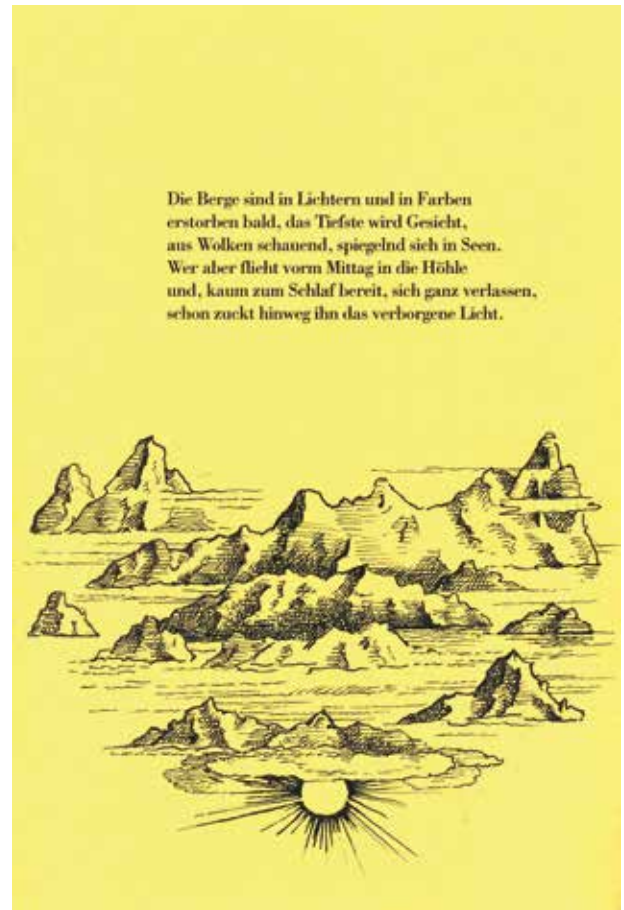 Die Berge sind in Lichtern und in Farben
erstorben bald, das Tiefste wird Gesicht,
aus Wolken schauend, spiegelnd sich in Seen.
Wer aber flieht vorm Mittag in die Höhle
und, kaum zum Schlaf bereit, sich ganz verlassen,
schon zuckt hinweg ihn das verborgene Licht.